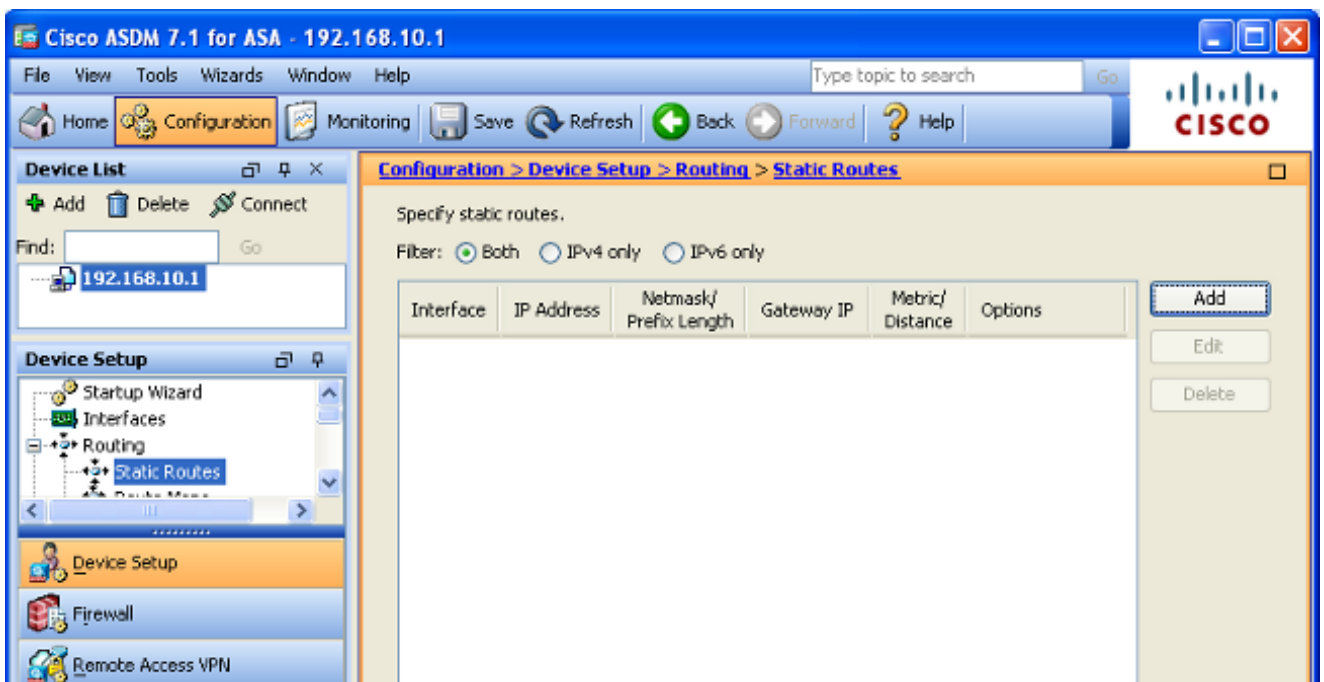 Cisco ASDM 7.1 for ASA - 192.168.10.1
File View Tools Wizards Window Help Type topic to search Go
Home Configuration Monitoring Save Refresh Back Forward Help
CISCO
Device List
Add Delete Connect
Find: Go
192.168.10.1
Device Setup
Startup Wizard
Interfaces
Routing
Static Routes
Device Setup
Firewall
Remote Access VPN
Configuration > Device Setup > Routing > Static Routes
Specify static routes.
Filter: Both IPv4 only IPv6 only
Interface IP Address Netmask/ Prefix Length Gateway IP Metric/ Distance Options
Add
Edit
Delete